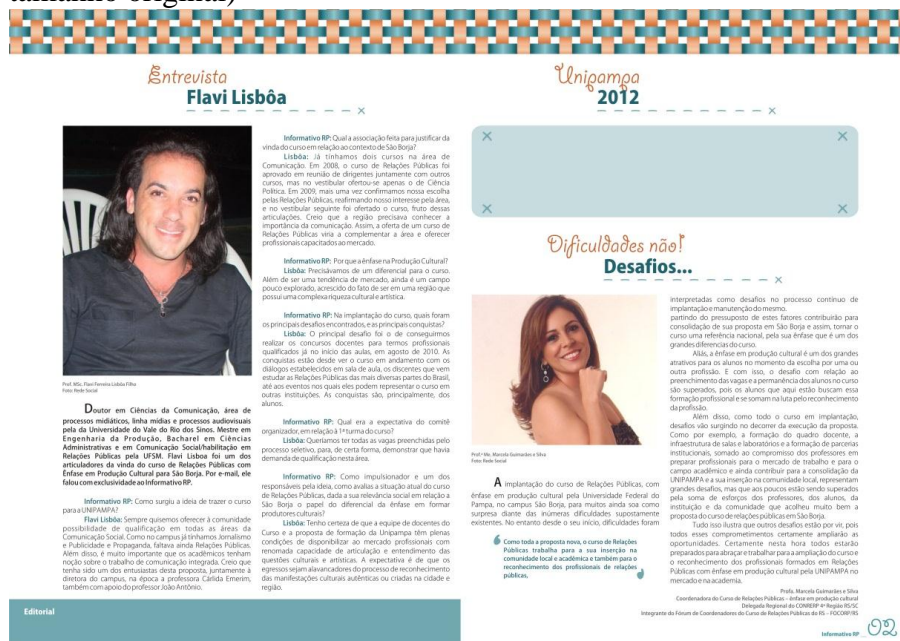 tamanho original)
Entrevista
Flavi Lisbôa
Prof. MSc. Flavi Ferreira Lisbôa Filho
Foto: Rede Social
Doutor em Ciências da Comunicação, área de
processos midiáticos, linha mídias e processos audiovisuais
pela da Universidade do Vale do Rio dos Sinos. Mestre em
Engenharia da Produção, Bacharel em Ciências
Administrativas e em Comunicação Social/habilitação em
Relações Públicas pela UFSM. Flavi Lisboa foi um dos
articuladores da vinda do curso de Relações Públicas com
Ênfase em Produção Cultural para São Borja. Por e-mail, ele
falou com exclusividade ao Informativo RP.
Informativo RP: Como surgiu a ideia de trazer o curso
para a UNIPAMPA?
Flavi Lisbôa: Sempre quisemos oferecer à comunidade
possibilidade de qualificação em todas as áreas da
Comunicação Social. Como no campus já tínhamos Jornalismo
e Publicidade e Propaganda, faltava ainda Relações Públicas.
Além disso, é muito importante que os acadêmicos tenham
noção sobre o trabalho de comunicação integrada. Creio que
tenha sido um dos entusiastas desta proposta, juntamente à
diretora do campus, na época a professora Cárlida Emerim,
também com apoio do professor João Antônio.
Informativo RP: Qual a associação feita para justificar da
vinda do curso em relação ao contexto de São Borja?
Lisbôa: Já tínhamos dois cursos na área de
Comunicação. Em 2008, o curso de Relações Públicas foi
aprovado em reunião de dirigentes juntamente com outros
cursos, mas no vestibular ofertou-se apenas o de Ciência
Política. Em 2009, mais uma vez confirmamos nossa escolha
pelas Relações Públicas, reafirmando nosso interesse pela área,
e no vestibular seguinte foi ofertado o curso, fruto dessas
articulações. Creio que a região precisava conhecer a
importância da comunicação. Assim, a oferta de um curso de
Relações Públicas viria a complementar a área e oferecer
profissionais capacitados ao mercado.
Informativo RP: Por que a ênfase na Produção Cultural?
Lisbôa: Precisávamos de um diferencial para o curso.
Além de ser uma tendência de mercado, ainda é um campo
pouco explorado, acrescido do fato de ser em uma região que
possui uma complexa riqueza cultural e artística.
Informativo RP: Na implantação do curso, quais foram
os principais desafios encontrados, e as principais conquistas?
Lisbôa: O principal desafio foi o de conseguirmos
realizar os concursos docentes para termos profissionais
qualificados já no início das aulas, em agosto de 2010. As
conquistas estão desde ver o curso em andamento com os
diálogos estabelecidos em sala de aula, os discentes que vem
estudar as Relações Públicas das mais diversas partes do Brasil,
até aos eventos nos quais eles podem representar o curso em
outras instituições. As conquistas são, principalmente, dos
alunos.
Informativo RP: Qual era a expectativa do comitê
organizador, em relação à 1ª turma do curso?
Lisbôa: Queríamos ter todas as vagas preenchidas pelo
processo seletivo, para, de certa forma, demonstrar que havia
demanda de qualificação nesta área.
Informativo RP: Como impulsionador e um dos
responsáveis pela ideia, como avalias a situação atual do curso
de Relações Públicas, dada a sua relevância social em relação a
São Borja o papel do diferencial da ênfase em formar
produtores culturais?
Lisbôa: Tenho certeza de que a equipe de docentes do
Curso e a proposta de formação da Unipampa têm plenas
condições de disponibilizar ao mercado profissionais com
renomada capacidade de articulação e entendimento das
questões culturais e artísticas. A expectativa é de que os
egressos sejam alavancadores do processo de reconhecimento
das manifestações culturais autênticas ou criadas na cidade e
região.
Editorial
Unipampa
2012
Dificuldades não!
Desafios...
Prof.ª Me. Marcela Guimarães e Silva
Foto: Rede Social
A implantação do curso de Relações Públicas, com
ênfase em produção cultural pela Universidade Federal do
Pampa, no campus São Borja, para muitos ainda soa como
surpresa diante das inúmeras dificuldades supostamente
existentes. No entanto desde o seu início, dificuldades foram
Como toda a proposta nova, o curso de Relações
Públicas trabalha para a sua inserção na
comunidade local e acadêmica e também para o
reconhecimento dos profissionais de relações
públicas,
interpretadas como desafios no processo contínuo de
implantação e manutenção do mesmo.
partindo do pressuposto de estes fatores contribuirão para
consolidação de sua proposta em São Borja e assim, tornar o
curso uma referência nacional, pela sua ênfase que é um dos
grandes diferenciais do curso.
Aliás, a ênfase em produção cultural é um dos grandes
atrativos para os alunos no momento da escolha por uma ou
outra profissão. E com isso, o desafio com relação ao
preenchimento das vagas e a permanência dos alunos no curso
são superados, pois os alunos que aqui estão buscam essa
formação profissional e se somam na luta pelo reconhecimento
da profissão.
Além disso, como todo o curso em implantação,
desafios vão surgindo no decorrer da execução da proposta.
Como por exemplo, a formação do quadro docente, a
infraestrutura de salas e laboratórios e a formação de parcerias
institucionais, somado ao compromisso dos professores em
preparar profissionais para o mercado de trabalho e para o
campo acadêmico e ainda contribuir para a consolidação da
UNIPAMPA e a sua inserção na comunidade local, representam
grandes desafios, mas que aos poucos estão sendo superados
pela soma de esforços dos professores, dos alunos, da
instituição e da comunidade que acolheu muito bem a
proposta do curso de relações públicas em São Borja.
Tudo isso ilustra que outros desafios estão por vir, pois
todos esses comprometimentos certamente ampliarão as
oportunidades. Certamente nesta hora todos estarão
preparados para abraçar e trabalhar para a ampliação do curso e
o reconhecimento dos profissionais formados em Relações
Públicas com ênfase em produção cultural pela UNIPAMPA no
mercado e na academia.
Profa. Marcela Guimarães e Silva
Coordenadora do Curso de Relações Públicas – ênfase em produção cultural
Delegada Regional do CONRERP 4ª Região RS/SC
Integrante do Fórum de Coordenadores do Curso de Relações Públicas do RS – FOCORP/RS
Informativo RP 02